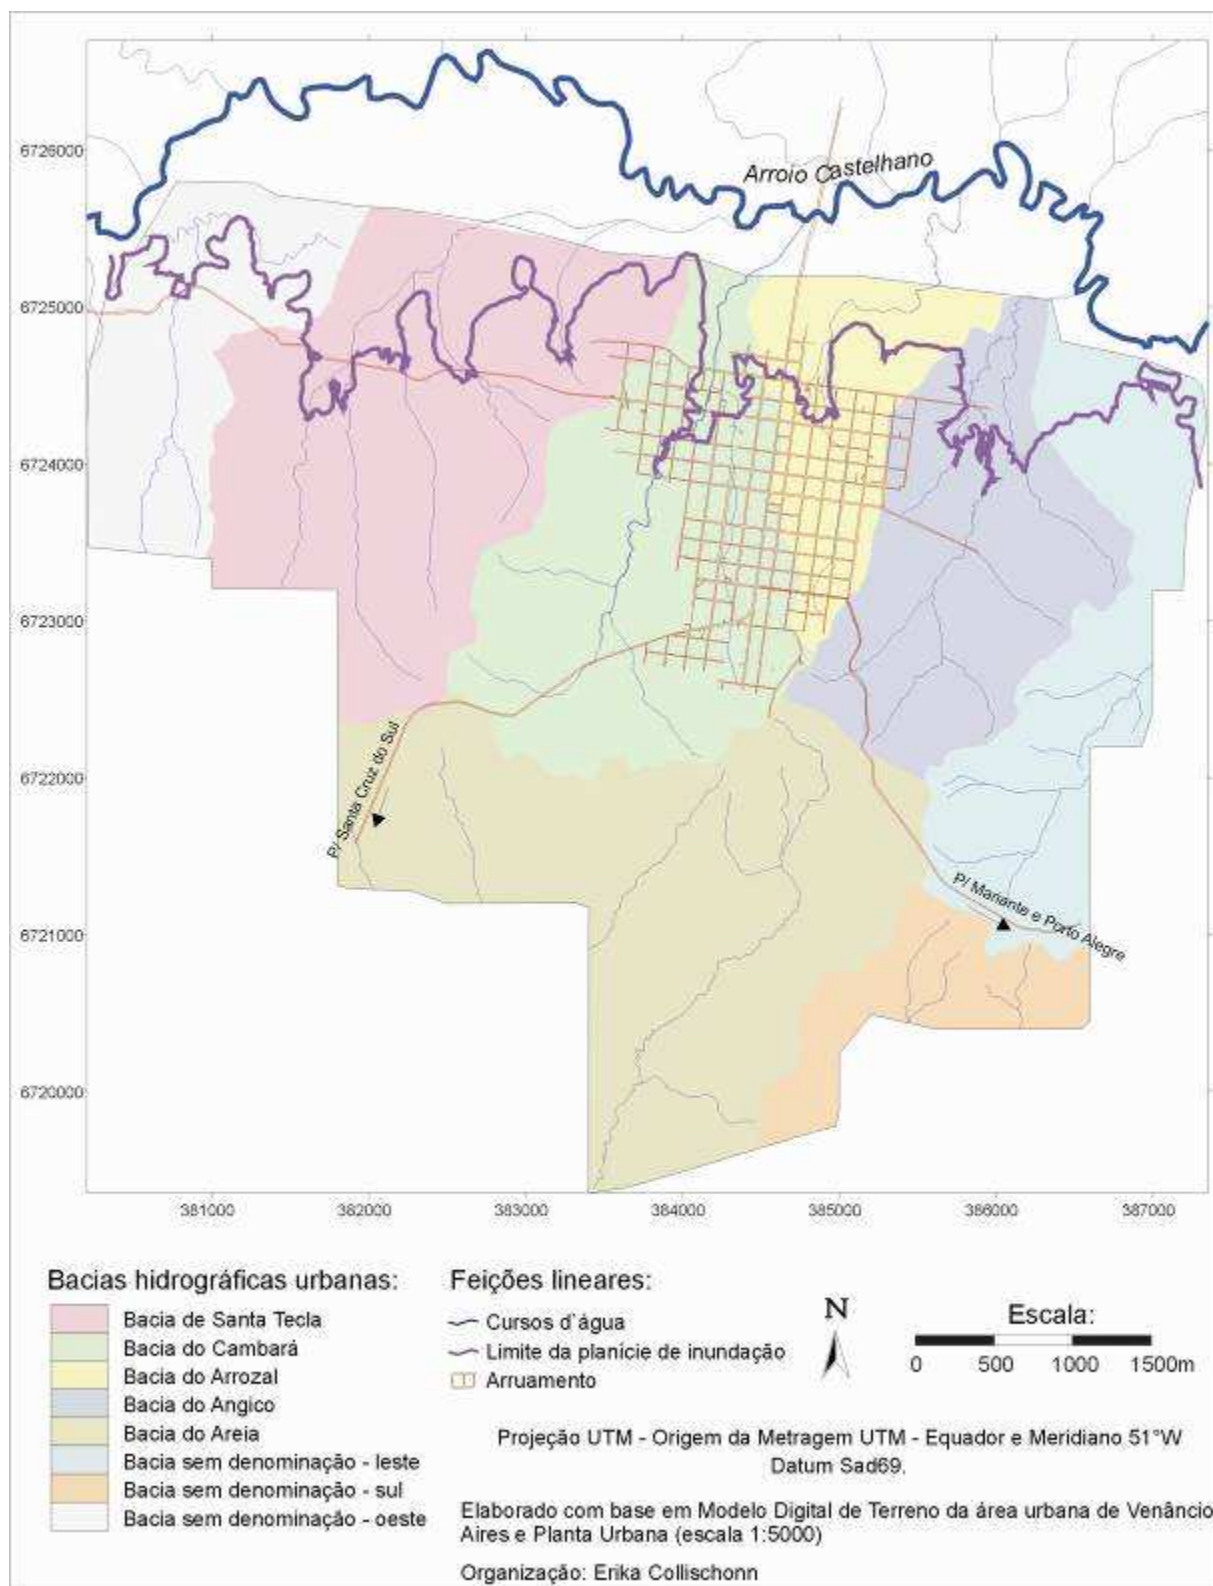 6726000
6725000
6724000
6723000
6722000
6721000
6720000
Arroio Castelhano
P/ Santa Cruz do Sul
P/ Mariante e Porto Alegre
381000 382000 383000 384000 385000 386000 387000
Bacias hidrográficas urbanas:
Bacia de Santa Tecla
Bacia do Cambará
Bacia do Arrozal
Bacia do Angico
Bacia do Areia
Bacia sem denominação - leste
Bacia sem denominação - sul
Bacia sem denominação - oeste
Feições lineares:
Cursos d`água
Limite da planície de inundação
Arruamento
N
Escala:
0 500 1000 1500m
Projeção UTM - Origem da Metragem UTM - Equador e Meridiano 51°W
Datum Sad69.
Elaborado com base em Modelo Digital de Terreno da área urbana de Venâncio
Aires e Planta Urbana (escala 1:5000)
Organização: Erika Collischonn